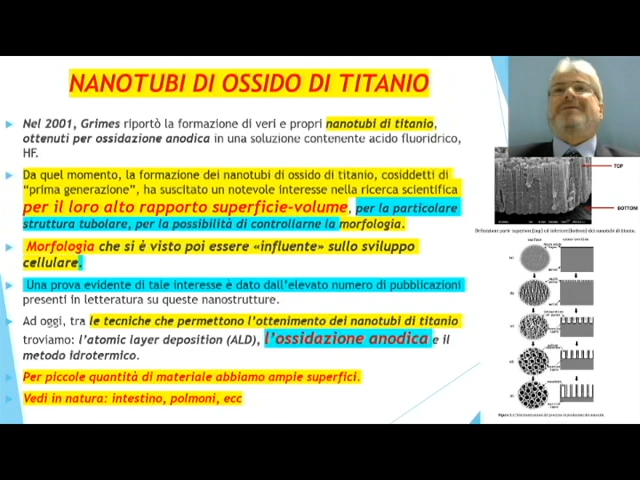 NANOTUBI DI OSSIDO DI TITANIO
Nel 2001, Grimes riportò la formazione di veri e propri nanotubi di titanio,
ottenuti per ossidazione anodica in una soluzione contenente acido fluoridrico,
HF.
Da quel momento, la formazione dei nanotubi di ossido di titanio, cosiddetti di
"prima generazione", ha suscitato un notevole interesse nella ricerca scientifica
per il loro alto rapporto superficie-volume, per la particolare
struttura tubolare, per la possibilità di controllarne la morfologia.
Morfologia che si è visto poi essere «influente» sullo sviluppo
cellulare.
Una prova evidente di tale interesse è dato dall'elevato numero di pubblicazioni
presenti in letteratura su queste nanostrutture.
Ad oggi, tra le tecniche che permettono l'ottenimento dei nanotubi di titanio
troviamo: l'atomic layer deposition (ALD), l'ossidazione anodica e il
metodo idrotermico.
Per piccole quantità di materiale abbiamo ampie superfici.
Vedi in natura: intestino, polmoni, ecc
TOP
BOTTOM